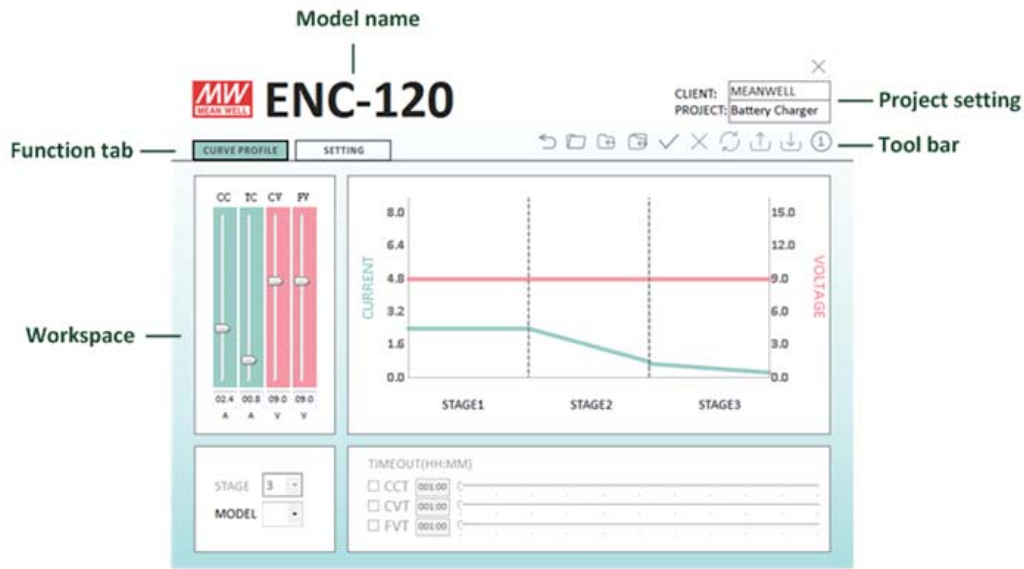 Model name
MW
MEAN WELL
ENC-120
CLIENT: MEANWELL
PROJECT: Battery Charger
Project setting
Function tab
CURVE PROFILE
SETTING
Tool bar
Workspace
CC TC CV FV
02.4 00.8 09.0 09.0
A A V V
CURRENT
8.0
6.4
4.8
3.2
1.6
0.0
15.0
12.0
9.0
6.0
3.0
0.0
VOLTAGE
STAGE1 STAGE2 STAGE3
STAGE 3
MODEL
TIMEOUT(HH:MM)
CCT 001:00
CVT 001:00
FVT 001:00